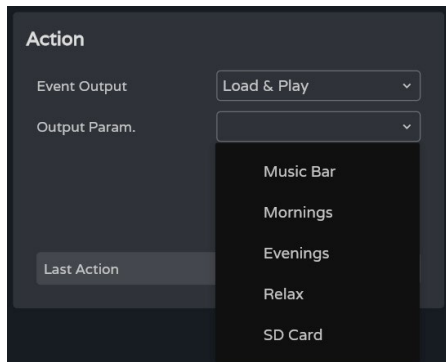 Action
Event Output Load & Play
Output Param.
Music Bar
Mornings
Evenings
Last Action
Relax
SD Card